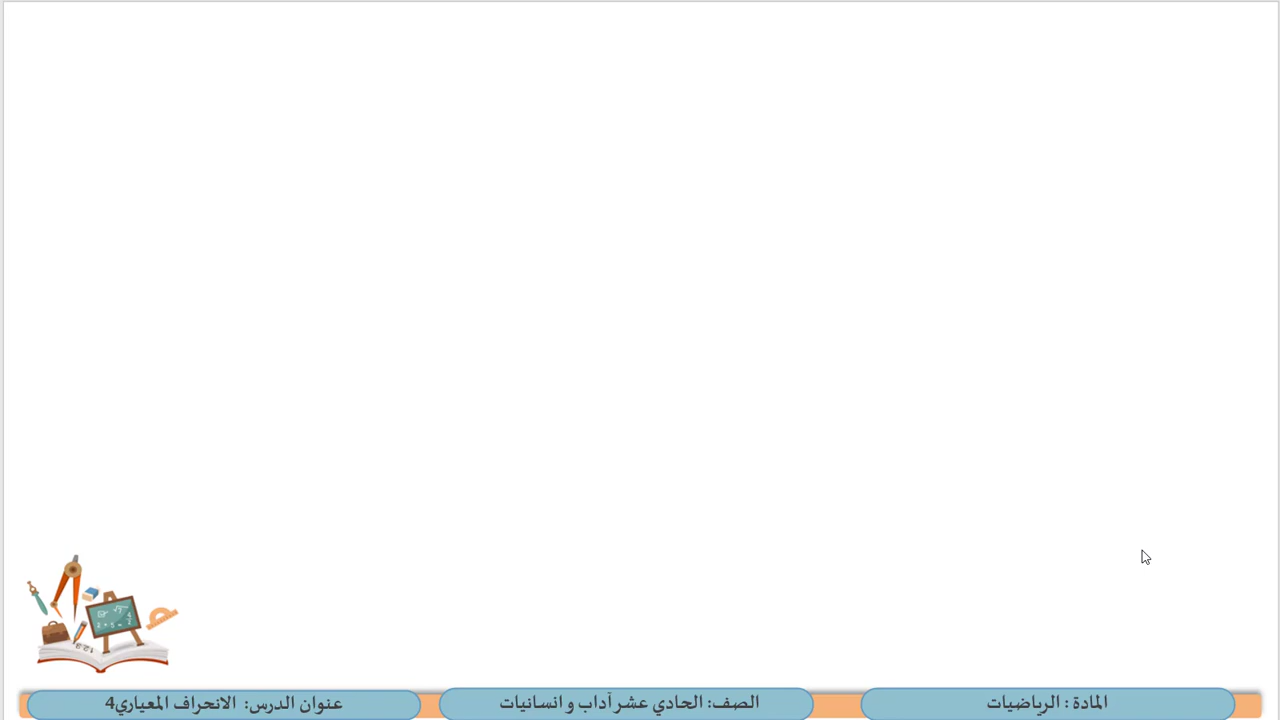 المادة : الرياضيات
الصف: الحادي عشر آداب و انسانيات
عنوان الدرس: الانحراف المعياري4